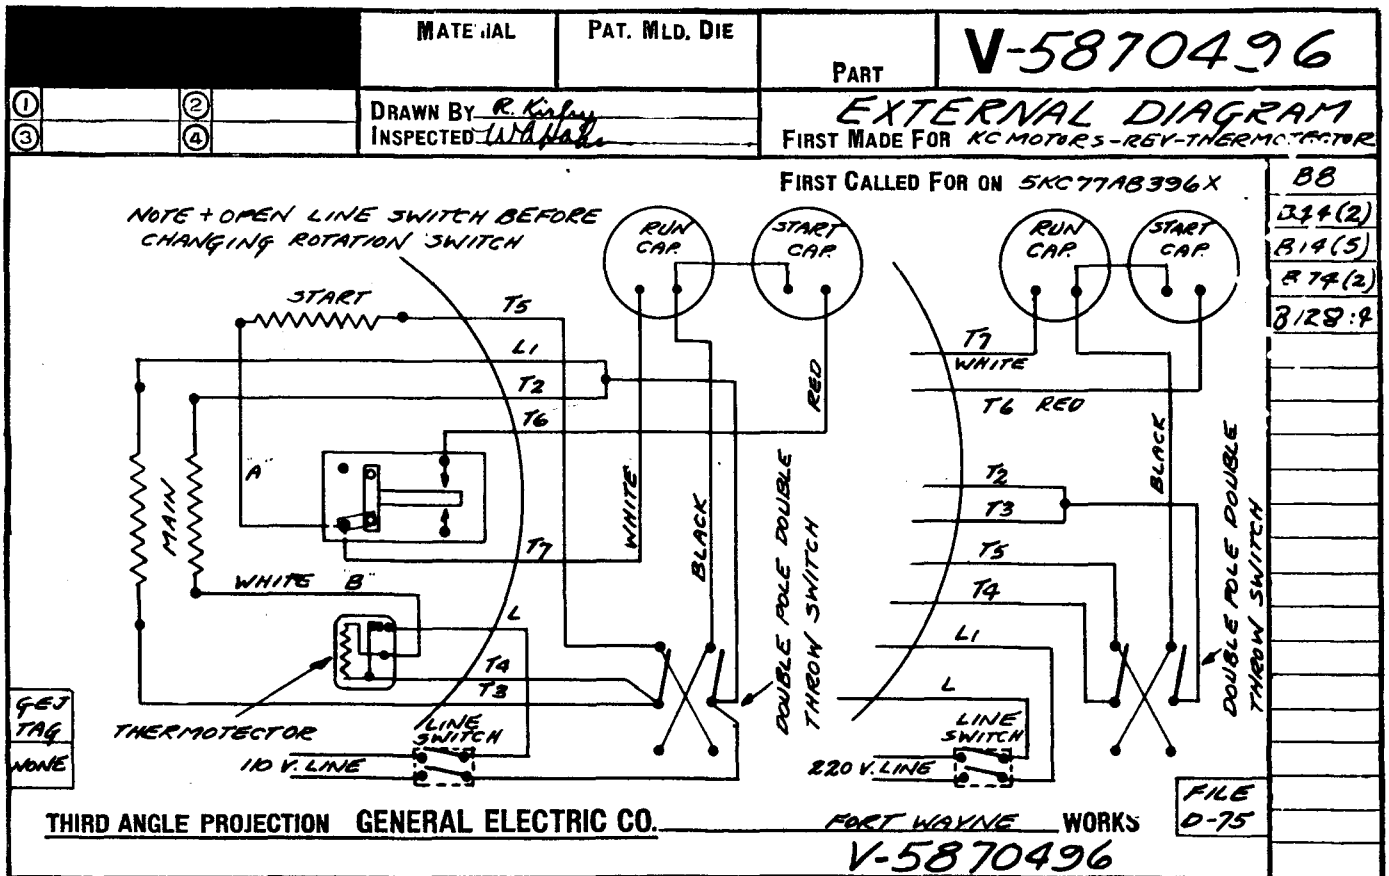 MATERIAL
PAT. MLD. DIE
PART
V-5870496
1
2
3
4
DRAWN BY R. Kirby
INSPECTED
EXTERNAL DIAGRAM
FIRST MADE FOR KC MOTORS-REV-THERMOTECTOR
FIRST CALLED FOR ON 5KC77AB396X
B8
B14(5)
B74(2)
B128:4
NOTE + OPEN LINE SWITCH BEFORE
CHANGING ROTATION SWITCH
RUN
CAP.
START
CAP.
RUN
CAP.
START
CAP.
START
T5
L1
T2
T6
RED
T7
WHITE
T6 RED
A
MAIN
T7
WHITE
BLACK
DOUBLE POLE DOUBLE
THROW SWITCH
T2
T3
T5
T4
L1
L
BLACK
DOUBLE POLE DOUBLE
THROW SWITCH
WHITE B
L
T4
T3
THERMOTECTOR
LINE
SWITCH
110 V. LINE
LINE
SWITCH
220 V. LINE
GEJ
TAG
NONE
FILE
D-75
THIRD ANGLE PROJECTION GENERAL ELECTRIC CO. FORT WAYNE WORKS
V-5870496